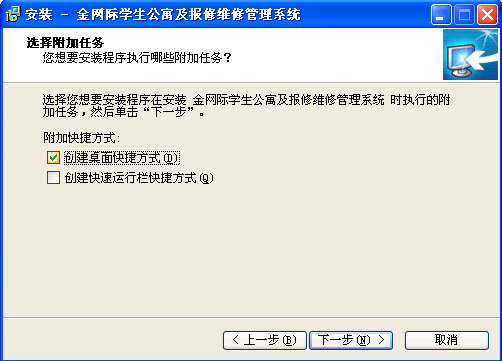 安装 - 金网际学生公寓及报修维修管理系统
选择附加任务
您想要安装程序执行哪些附加任务？
选择您想要安装程序在安装 金网际学生公寓及报修维修管理系统 时执行的附
加任务，然后单击“下一步”。
附加快捷方式:
创建桌面快捷方式(D)
创建快速运行栏快捷方式(Q)
< 上一步(B) 下一步(N) > 取消